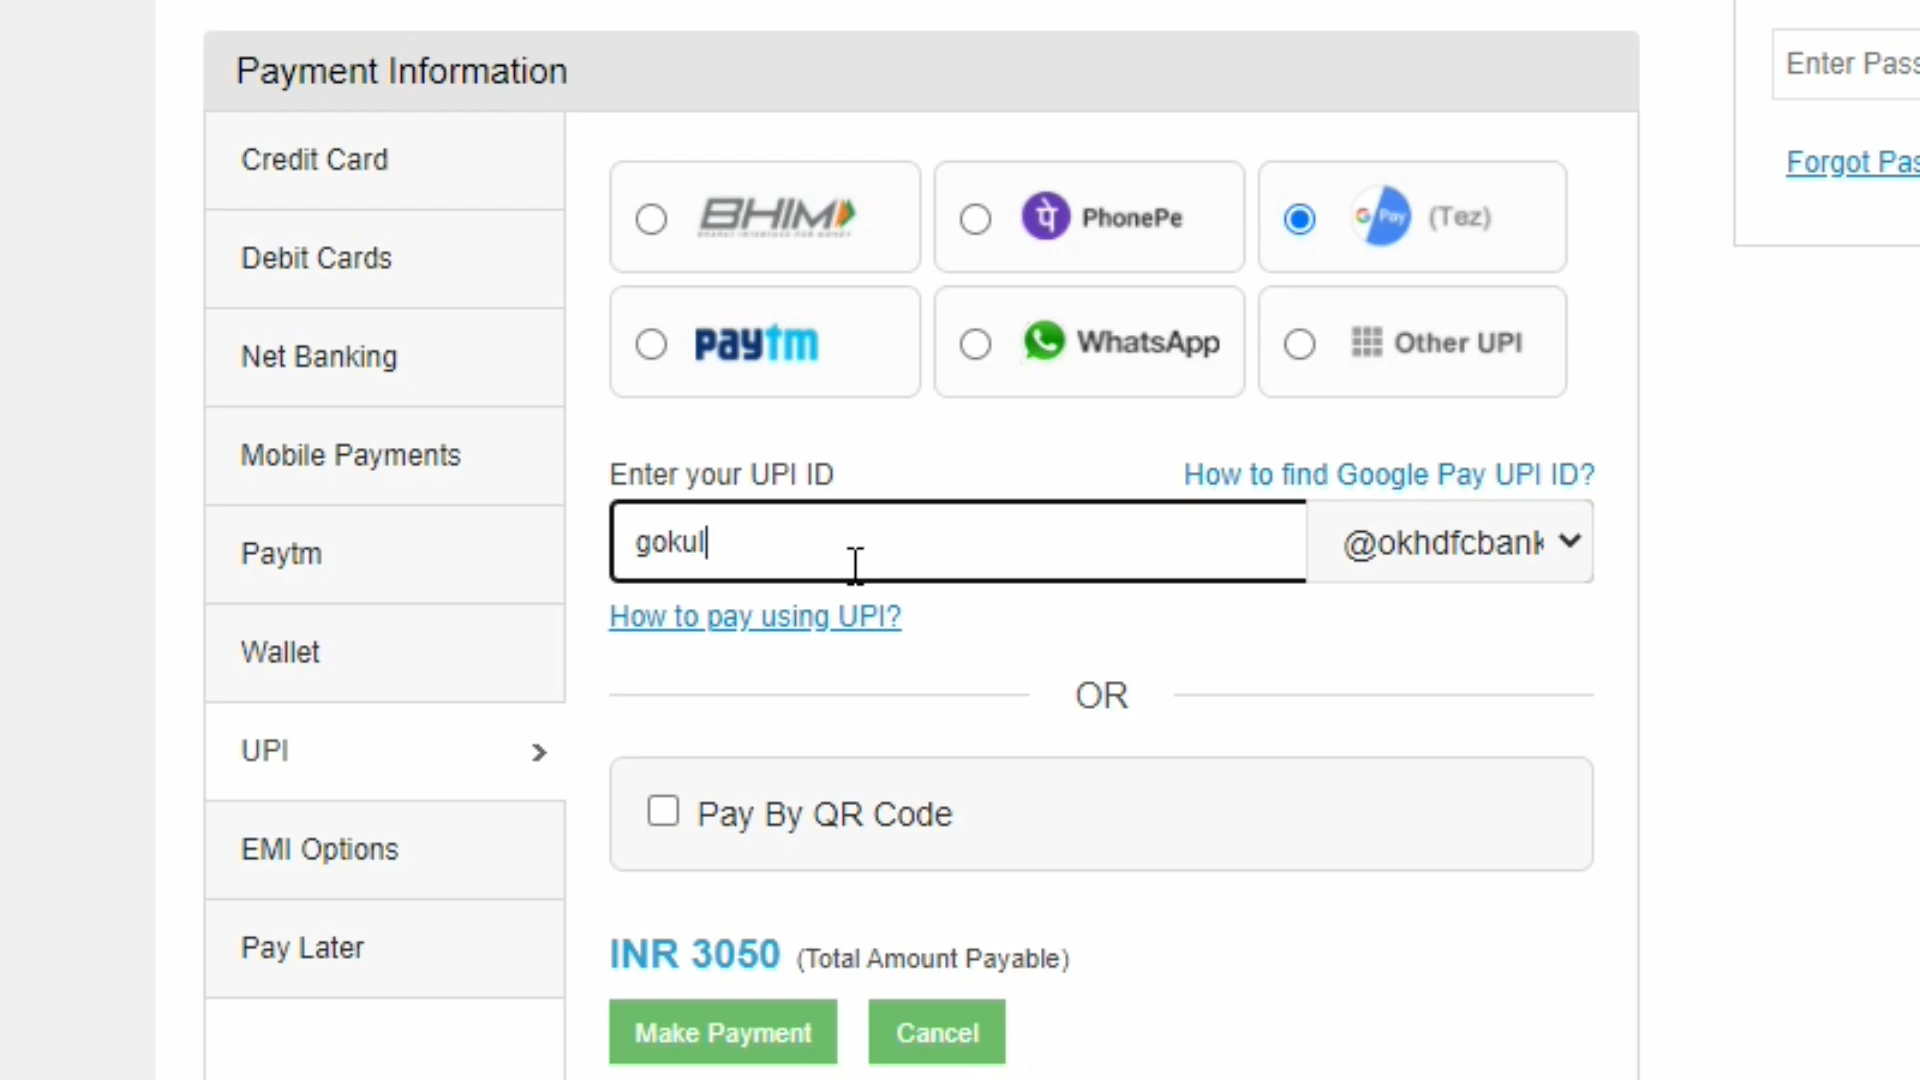 Payment Information
Enter Pass
Forgot Pas
Credit Card
Debit Cards
Net Banking
Mobile Payments
Paytm
Wallet
UPI
EMI Options
Pay Later
BHIM
पे PhonePe
G Pay (Tez)
paytm
WhatsApp
Other UPI
Enter your UPI ID How to find Google Pay UPI ID?
gokul @okhdfcbank
How to pay using UPI?
OR
Pay By QR Code
INR 3050 (Total Amount Payable)
Make Payment Cancel